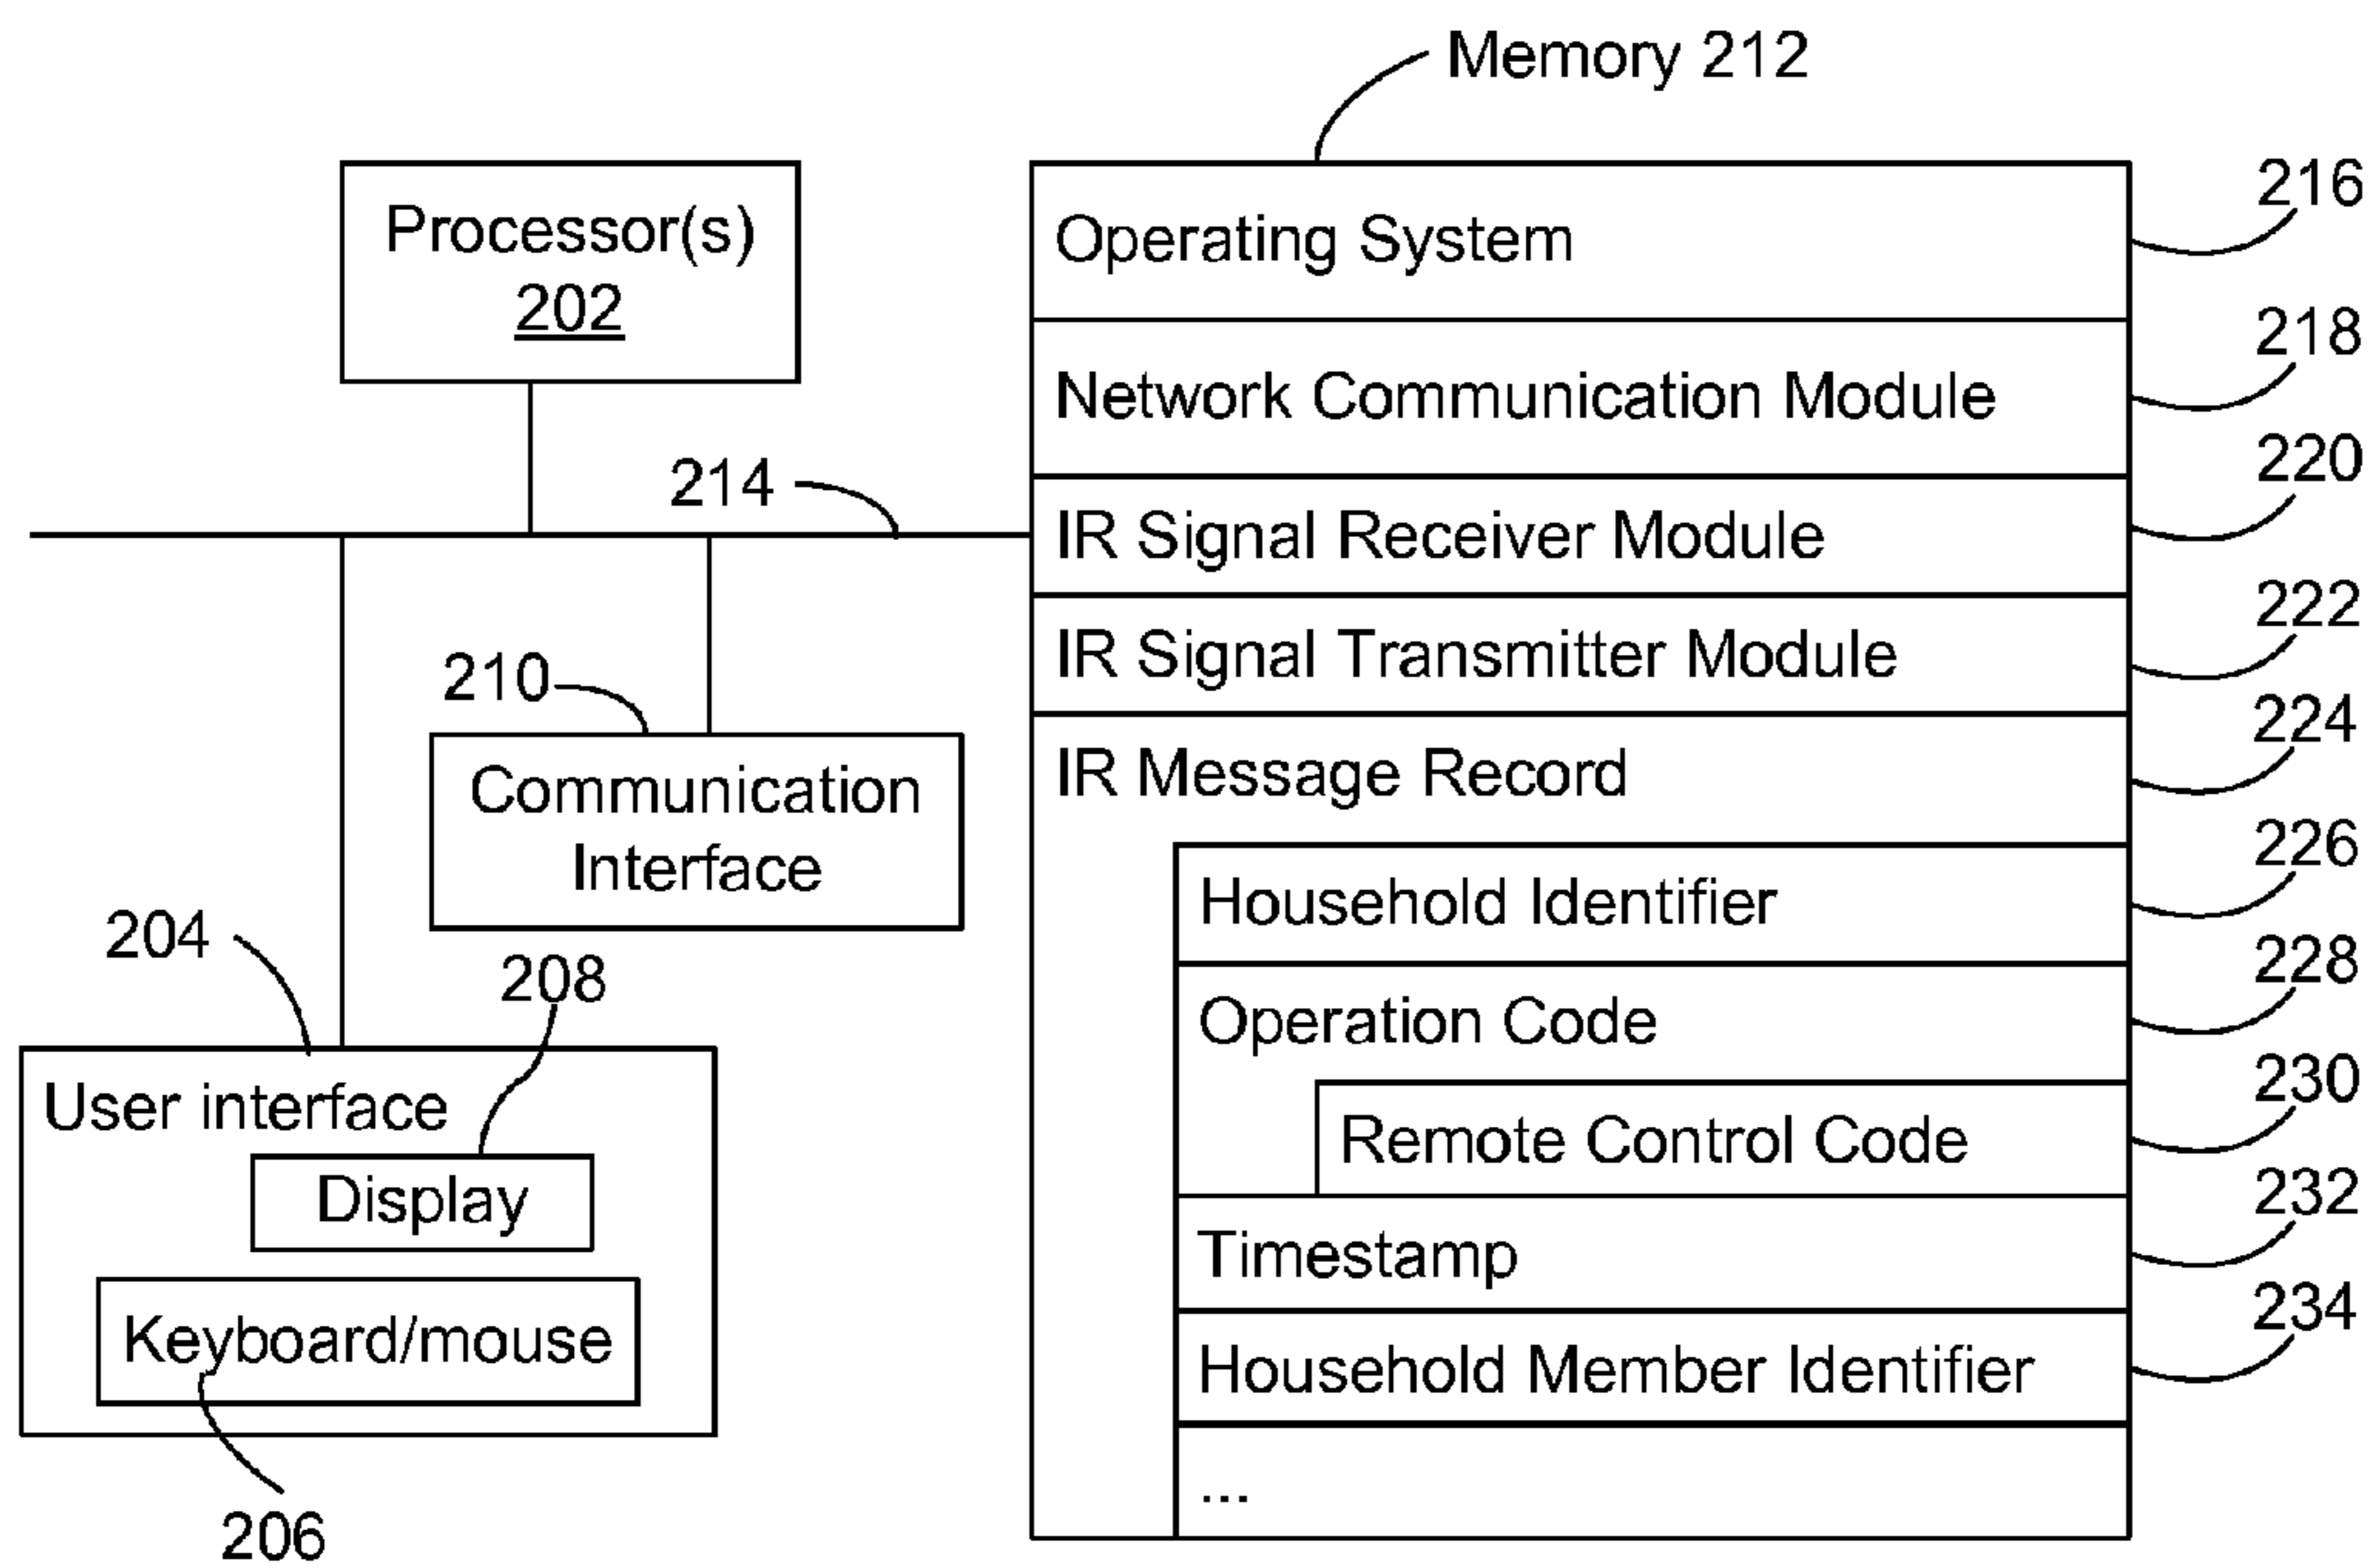 Memory 212
Processor(s)
202
214
210
Communication
Interface
204
208
User interface
Display
Keyboard/mouse
206
Operating System
216
Network Communication Module
218
IR Signal Receiver Module
220
IR Signal Transmitter Module
222
IR Message Record
224
Household Identifier
226
Operation Code
228
Remote Control Code
230
Timestamp
232
Household Member Identifier
234
...